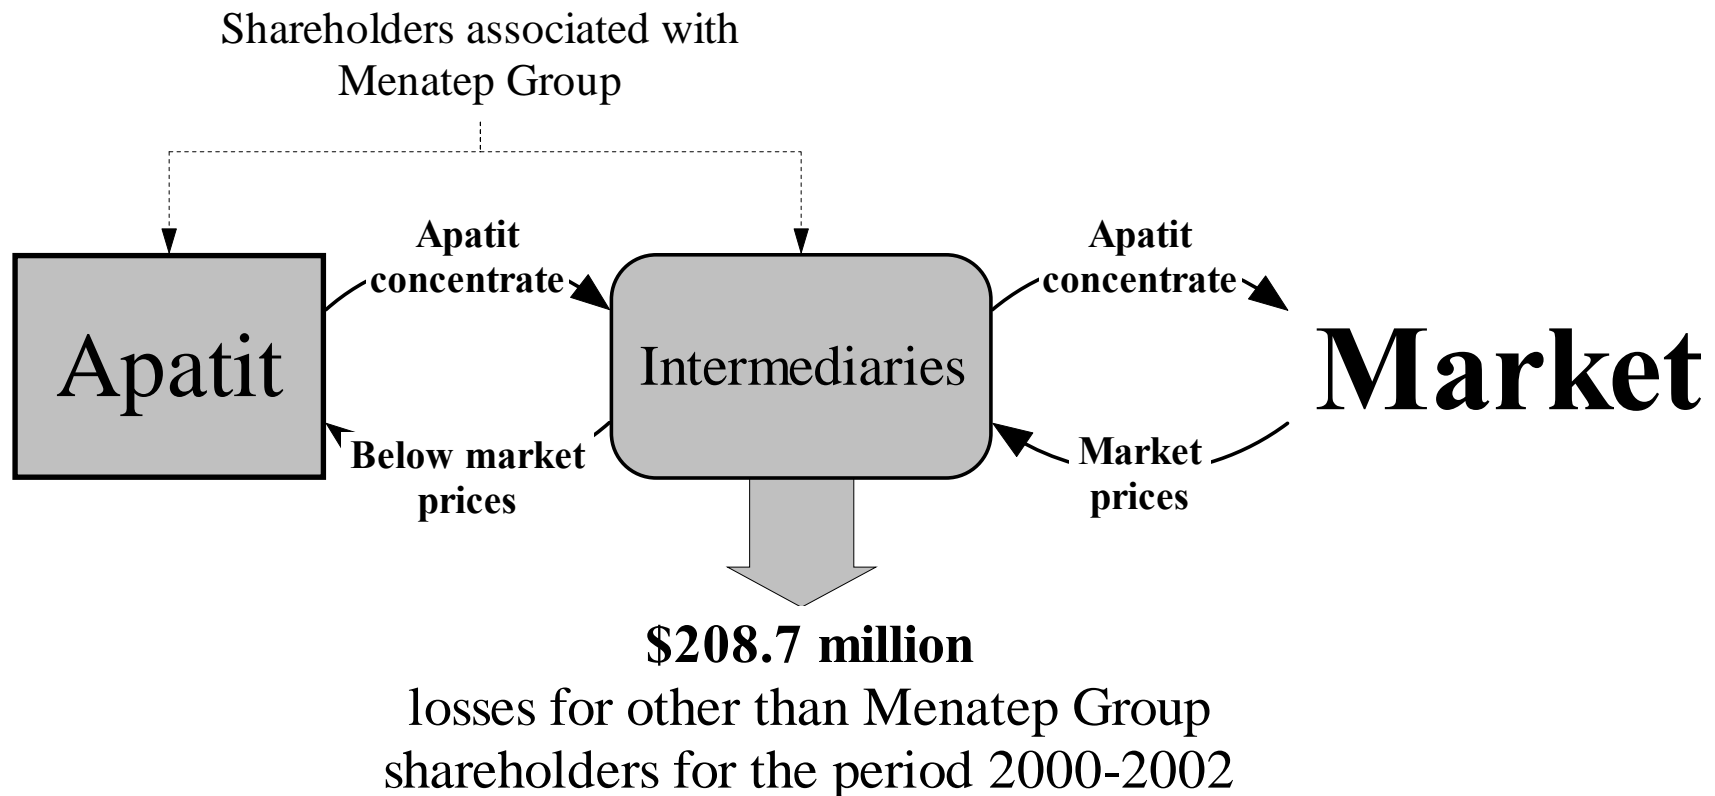 Shareholders associated with
Menatep Group
Apatit
concentrate
Apatit
concentrate
Apatit
Intermediaries
Market
Below market
prices
Market
prices
$208.7 million
losses for other than Menatep Group
shareholders for the period 2000-2002